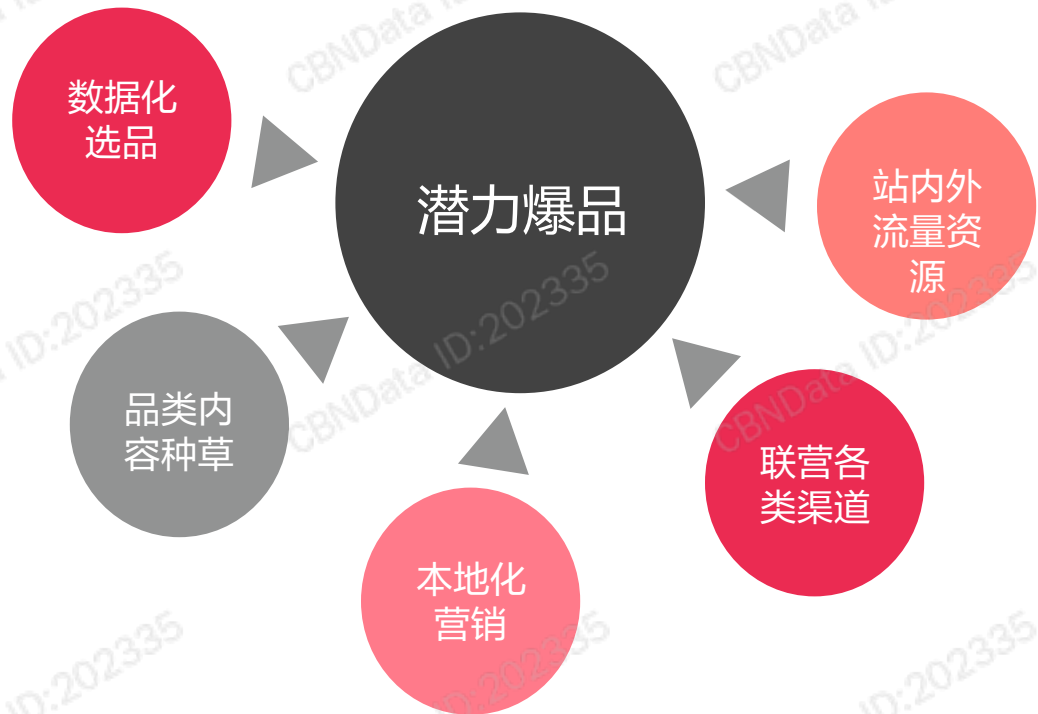 数据化
选品
潜力爆品
站内外
流量资
源
品类内
容种草
联营各
类渠道
本地化
营销
CBNData ID:202335